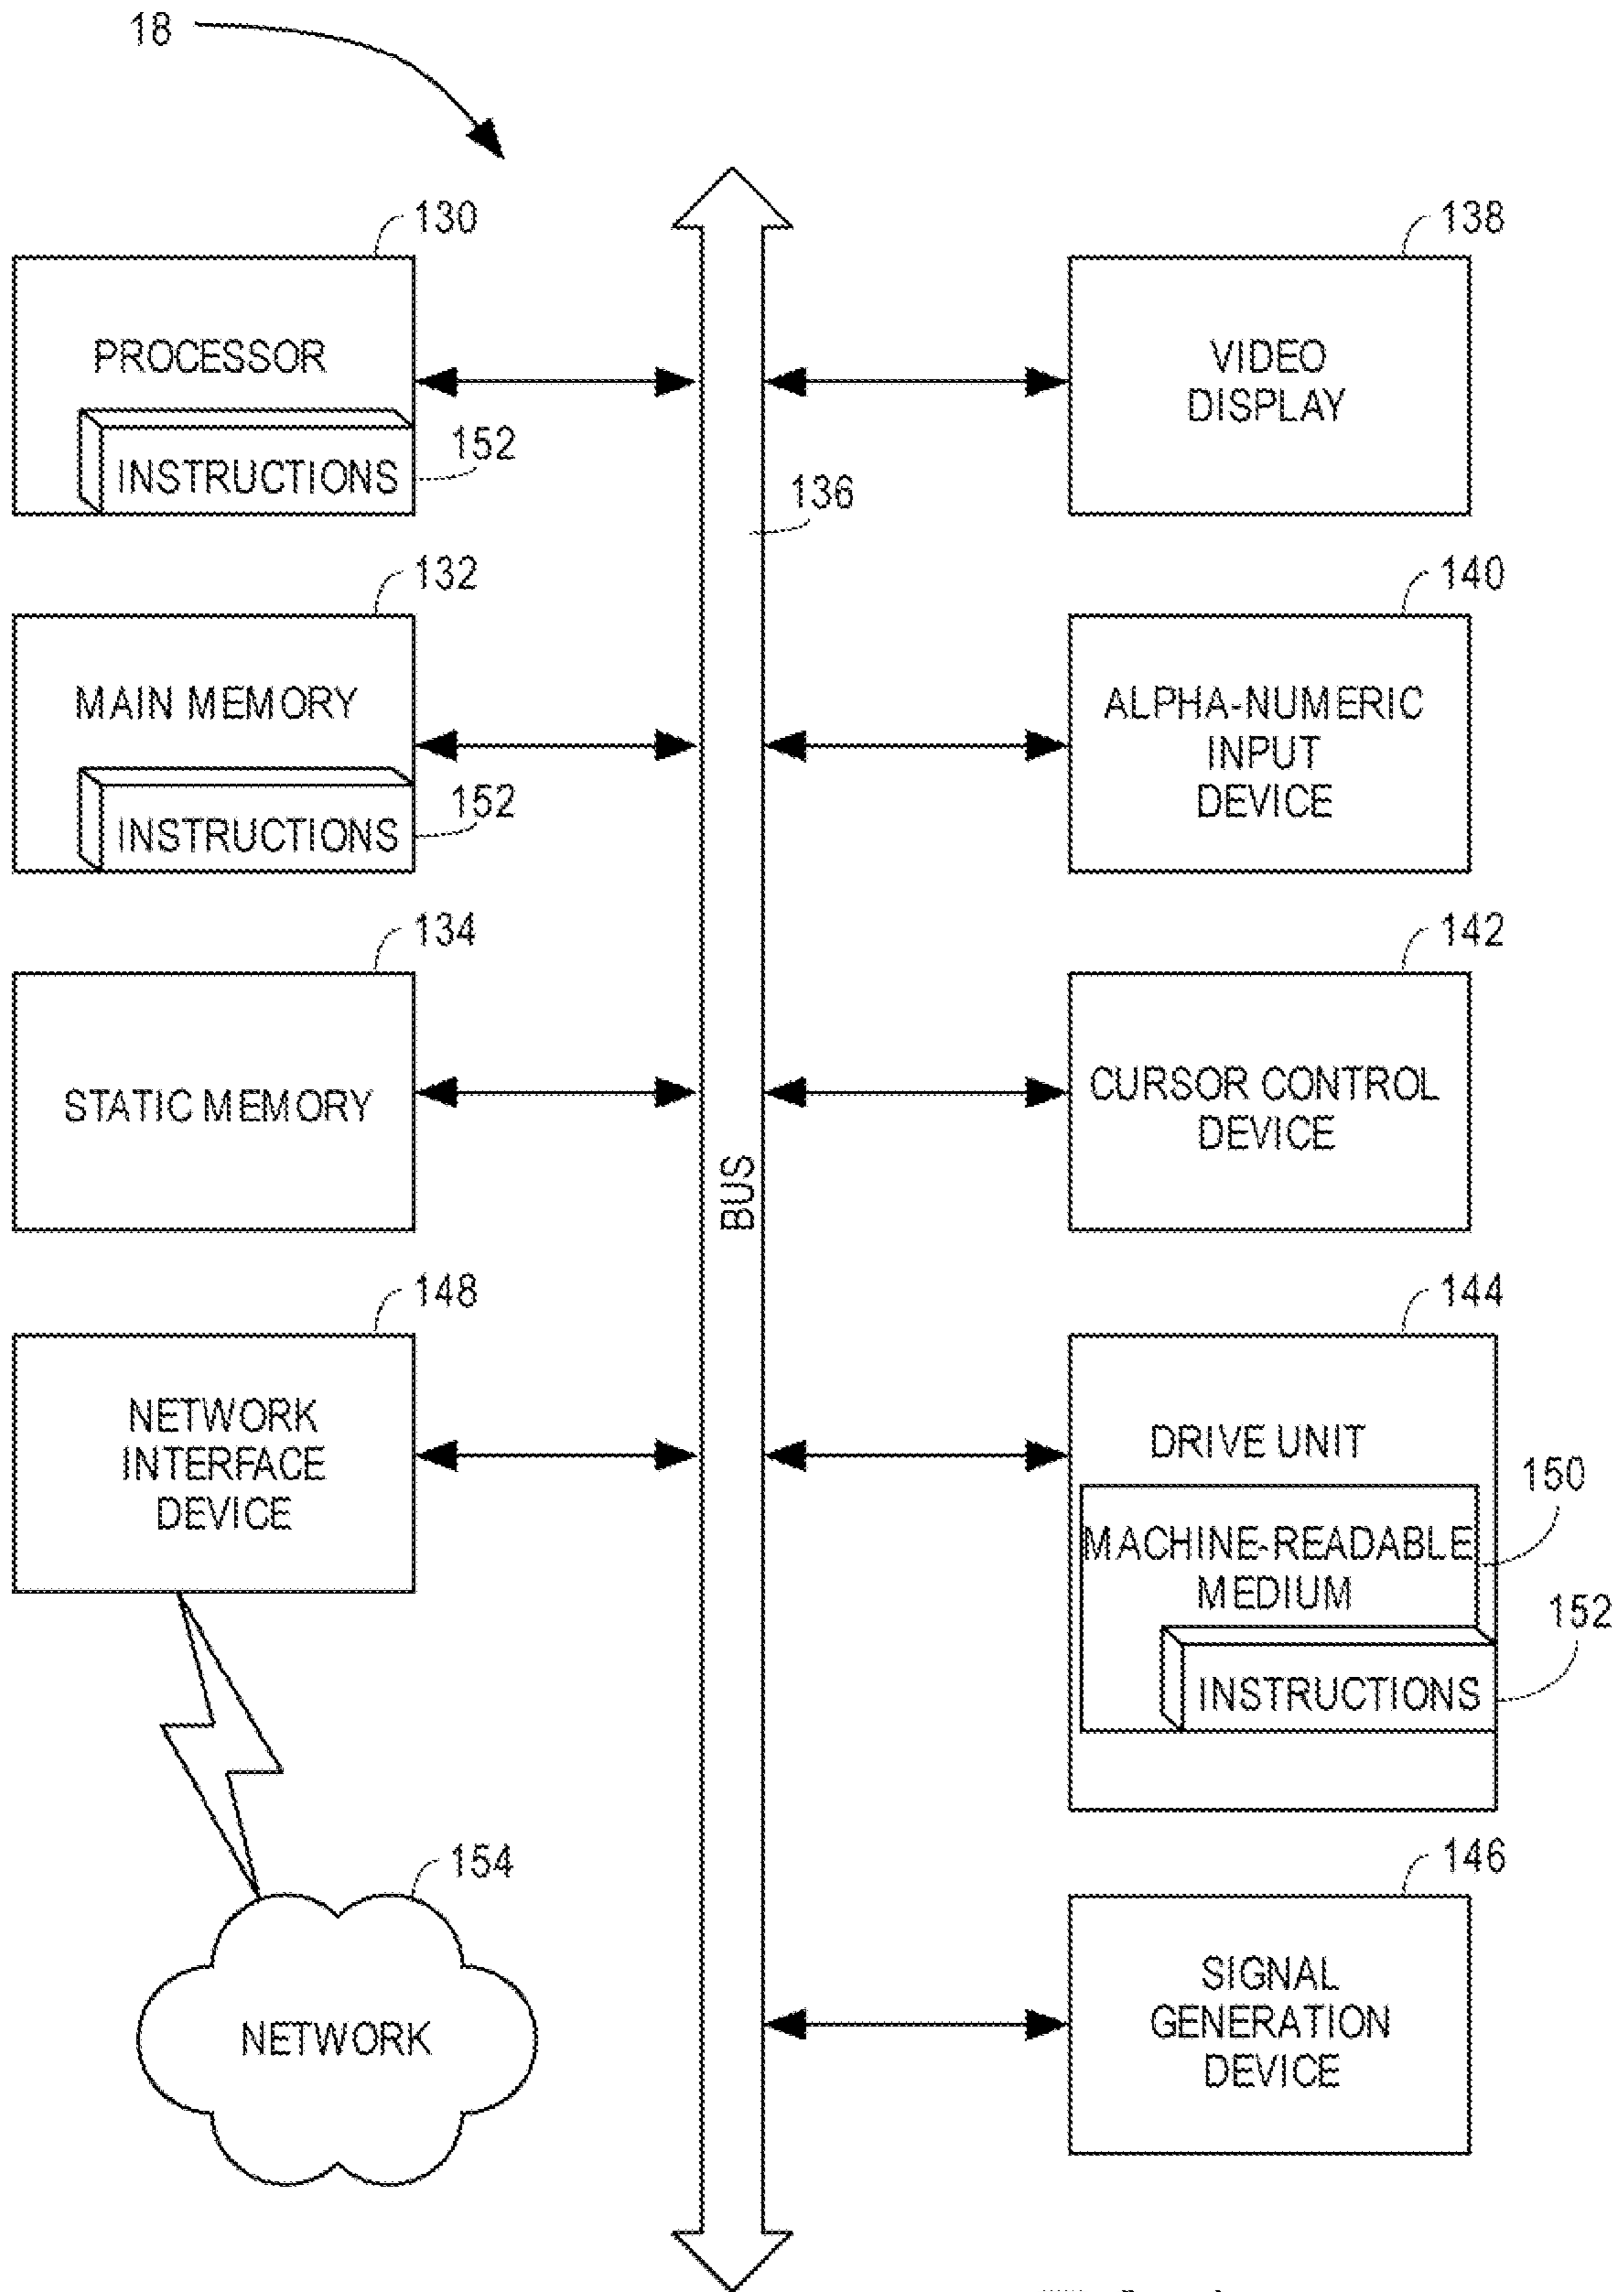 18
130
PROCESSOR
152
INSTRUCTIONS
132
MAIN MEMORY
152
INSTRUCTIONS
134
STATIC MEMORY
148
NETWORK
INTERFACE
DEVICE
154
NETWORK
136
BUS
138
VIDEO
DISPLAY
140
ALPHA-NUMERIC
INPUT
DEVICE
142
CURSOR CONTROL
DEVICE
144
DRIVE UNIT
150
MACHINE-READABLE
MEDIUM
152
INSTRUCTIONS
146
SIGNAL
GENERATION
DEVICE